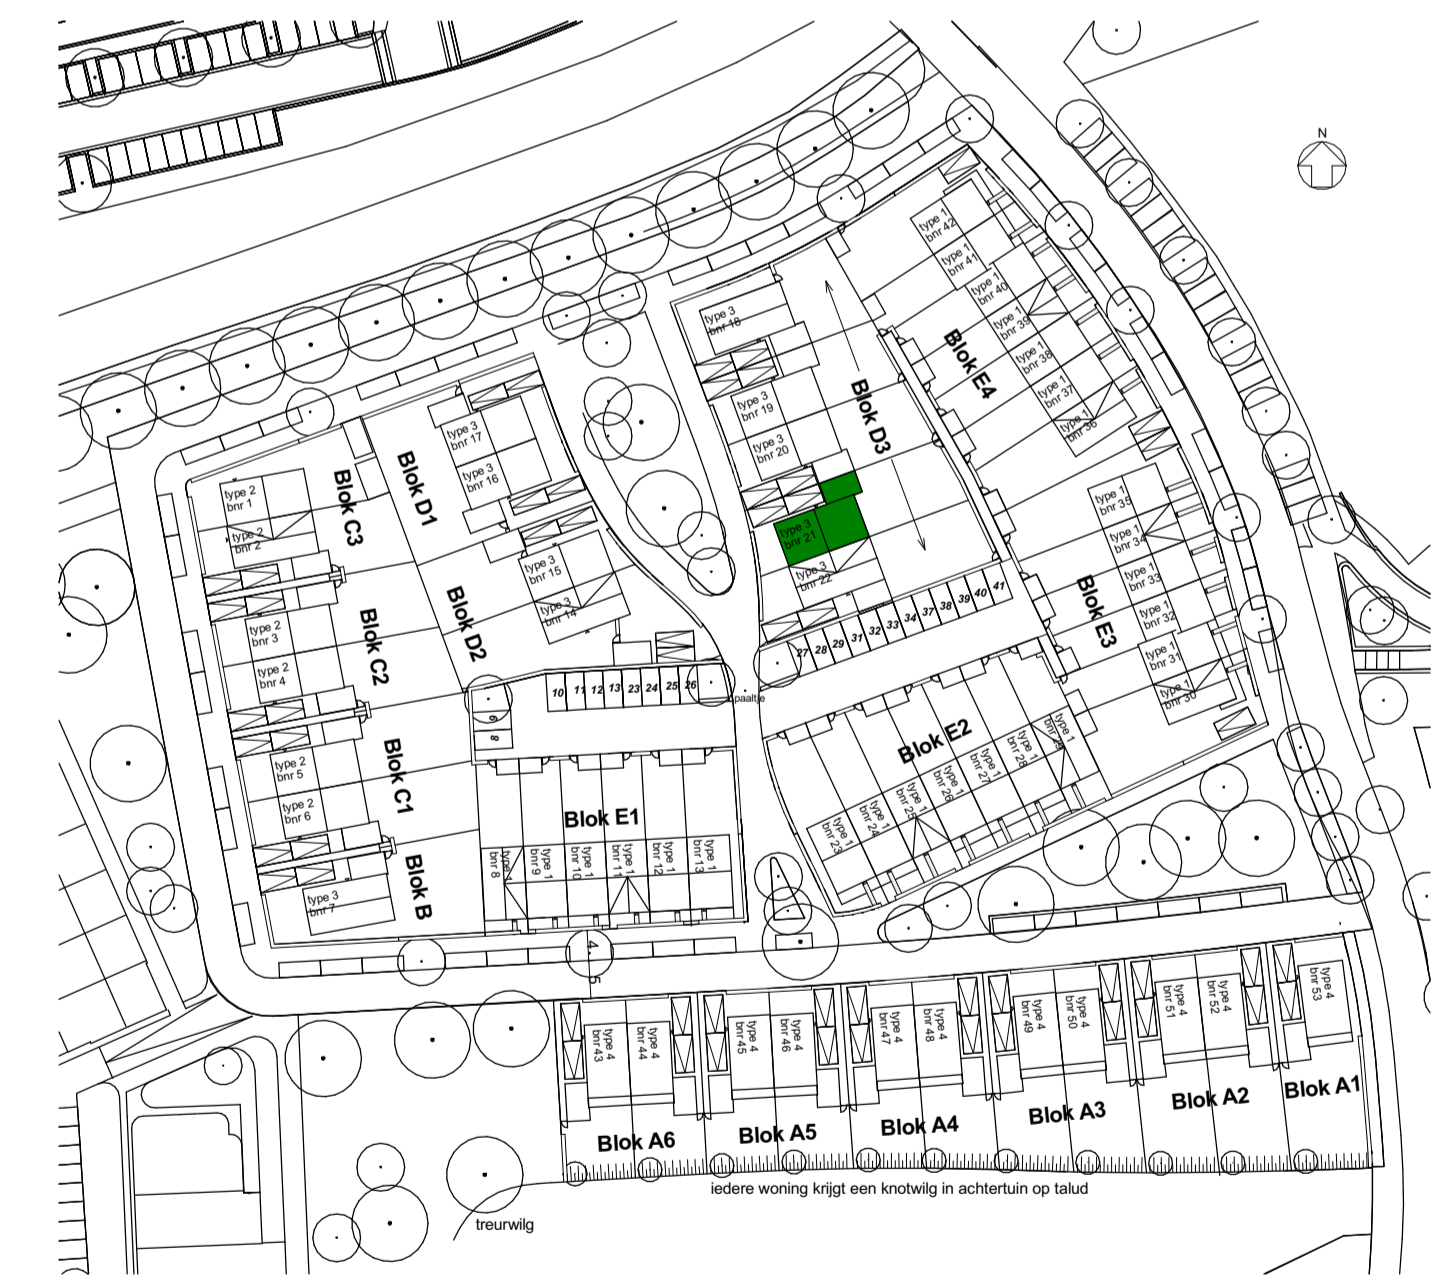 N
type 1
bnr 42
type 1
bnr 41
type 1
bnr 40
type 1
bnr 39
type 1
bnr 38
type 1
bnr 37
type 1
bnr 36
Blok E4
type 3
bnr 18
type 3
bnr 19
type 3
bnr 20
type 3
bnr 21
type 3
bnr 22
Blok D3
type 3
bnr 17
type 3
bnr 16
Blok D1
type 3
bnr 15
type 3
bnr 14
Blok D2
type 2
bnr 1
type 2
bnr 2
Blok C3
type 2
bnr 3
type 2
bnr 4
Blok C2
type 2
bnr 5
type 2
bnr 6
Blok C1
type 3
bnr 7
Blok B
type 1
bnr 35
type 1
bnr 34
type 1
bnr 33
type 1
bnr 32
type 1
bnr 31
type 1
bnr 30
Blok E3
27 28 29 31 32 33 34 37 38 39 40 41
10 11 12 13 23 24 25 26
9
8
paaltje
Blok E2
type 1
bnr 23
type 1
bnr 24
type 1
bnr 25
type 1
bnr 26
type 1
bnr 27
type 1
bnr 28
type 1
bnr 29
Blok E1
type 1
bnr 8
type 1
bnr 9
type 1
bnr 10
type 1
bnr 11
type 1
bnr 12
type 1
bnr 13
4.
5
type 4
bnr 43
type 4
bnr 44
type 4
bnr 45
type 4
bnr 46
type 4
bnr 47
type 4
bnr 48
type 4
bnr 49
type 4
bnr 50
type 4
bnr 51
type 4
bnr 52
type 4
bnr 53
Blok A6
Blok A5
Blok A4
Blok A3
Blok A2
Blok A1
iedere woning krijgt een knotwilg in achtertuin op talud
treurwilg